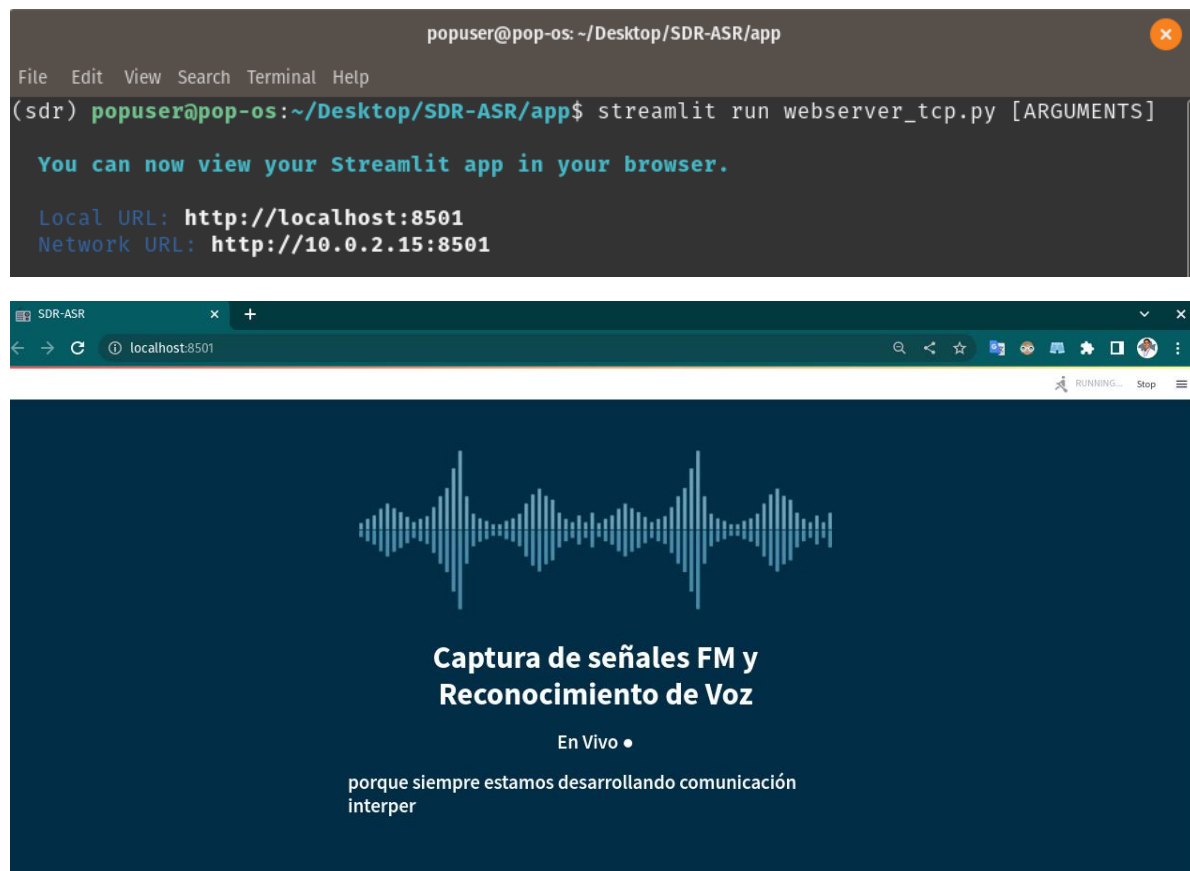 popuser@pop-os: ~/Desktop/SDR-ASR/app
File Edit View Search Terminal Help
(sdr) popuser@pop-os:~/Desktop/SDR-ASR/app$ streamlit run webserver_tcp.py [ARGUMENTS]
You can now view your Streamlit app in your browser.
Local URL: http://localhost:8501
Network URL: http://10.0.2.15:8501
SDR-ASR
localhost:8501
RUNNING... Stop
Captura de señales FM y
Reconocimiento de Voz
En Vivo ●
porque siempre estamos desarrollando comunicación
interper